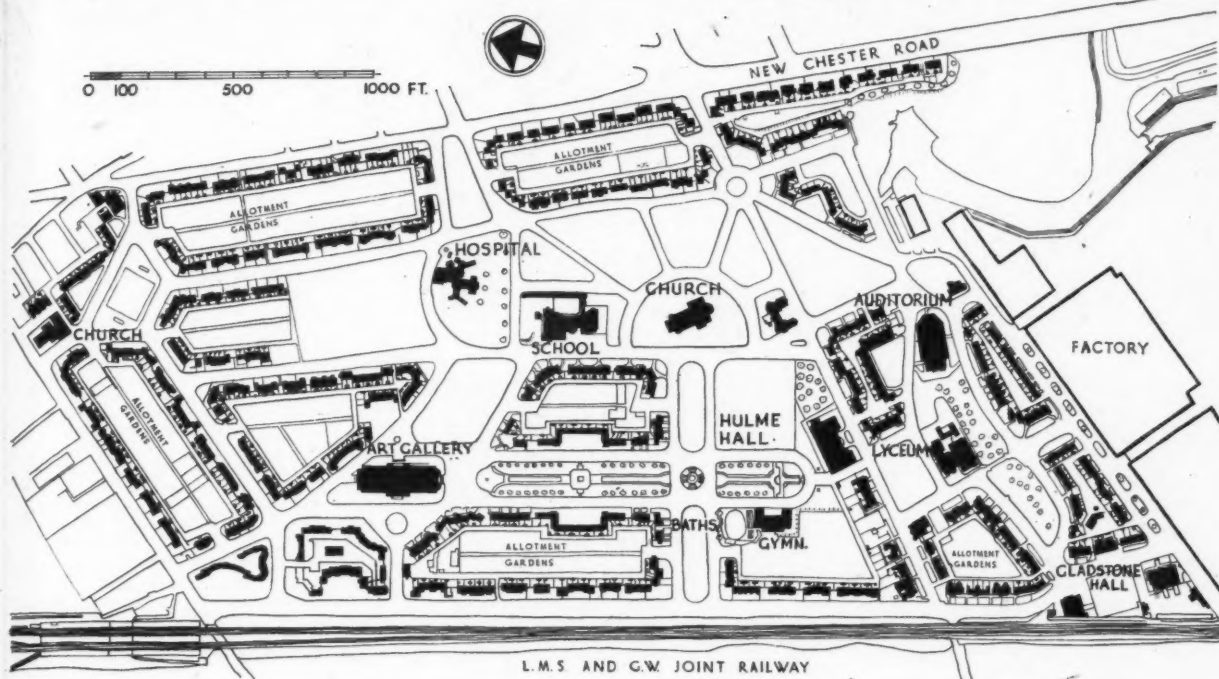 NEW CHESTER ROAD
0 100 500 1000 FT.
ALLOTMENT
GARDENS
ALLOTMENT
GARDENS
HOSPITAL
CHURCH
AUDITORIUM
CHURCH
SCHOOL
FACTORY
ALLOTMENT
GARDENS
HULME
HALL.
ART GALLERY
LYCEUM
BATHS
GYMN.
ALLOTMENT
GARDENS
ALLOTMENT
GARDENS
GLADSTONE
HALL
L.M.S AND G.W. JOINT RAILWAY